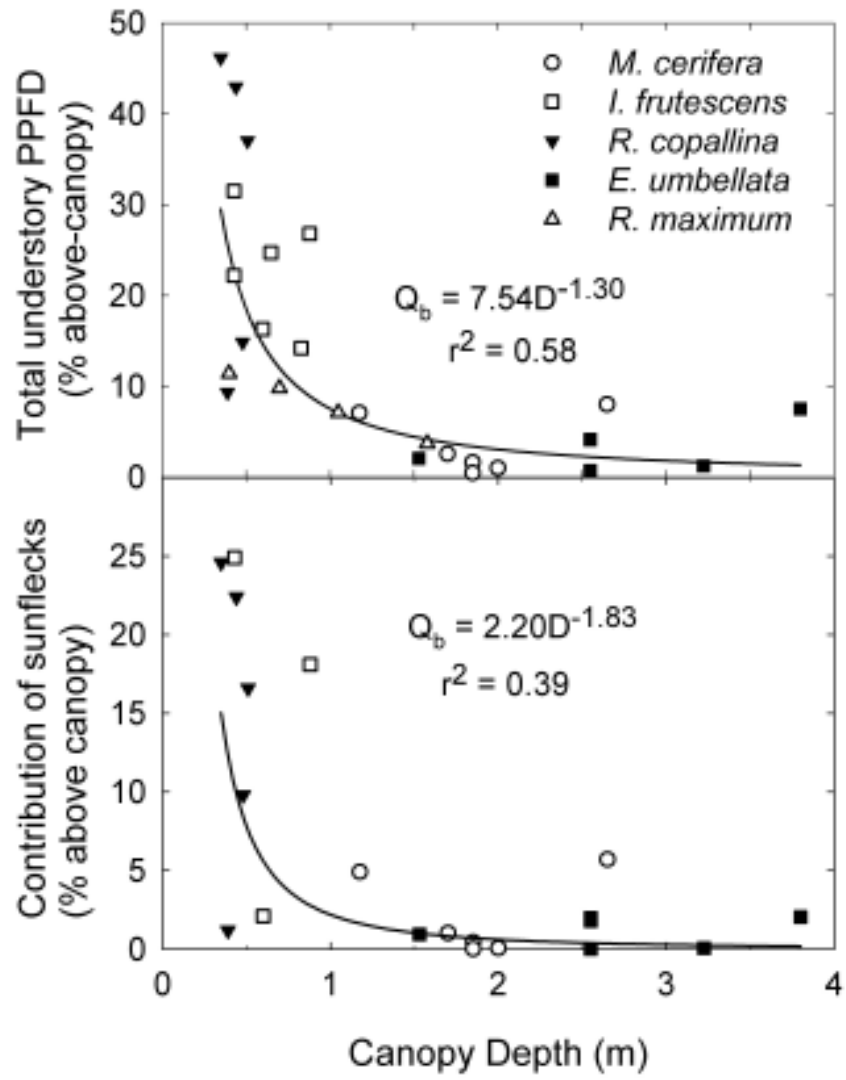 Total understory PPFD
(% above-canopy)
50
40
30
20
10
0
M. cerifera
I. frutescens
R. copallina
E. umbellata
R. maximum
Qb = 7.54D-1.30
r2 = 0.58
Contribution of sunflecks
(% above canopy)
25
20
15
10
5
0
Qb = 2.20D-1.83
r2 = 0.39
0 1 2 3 4
Canopy Depth (m)